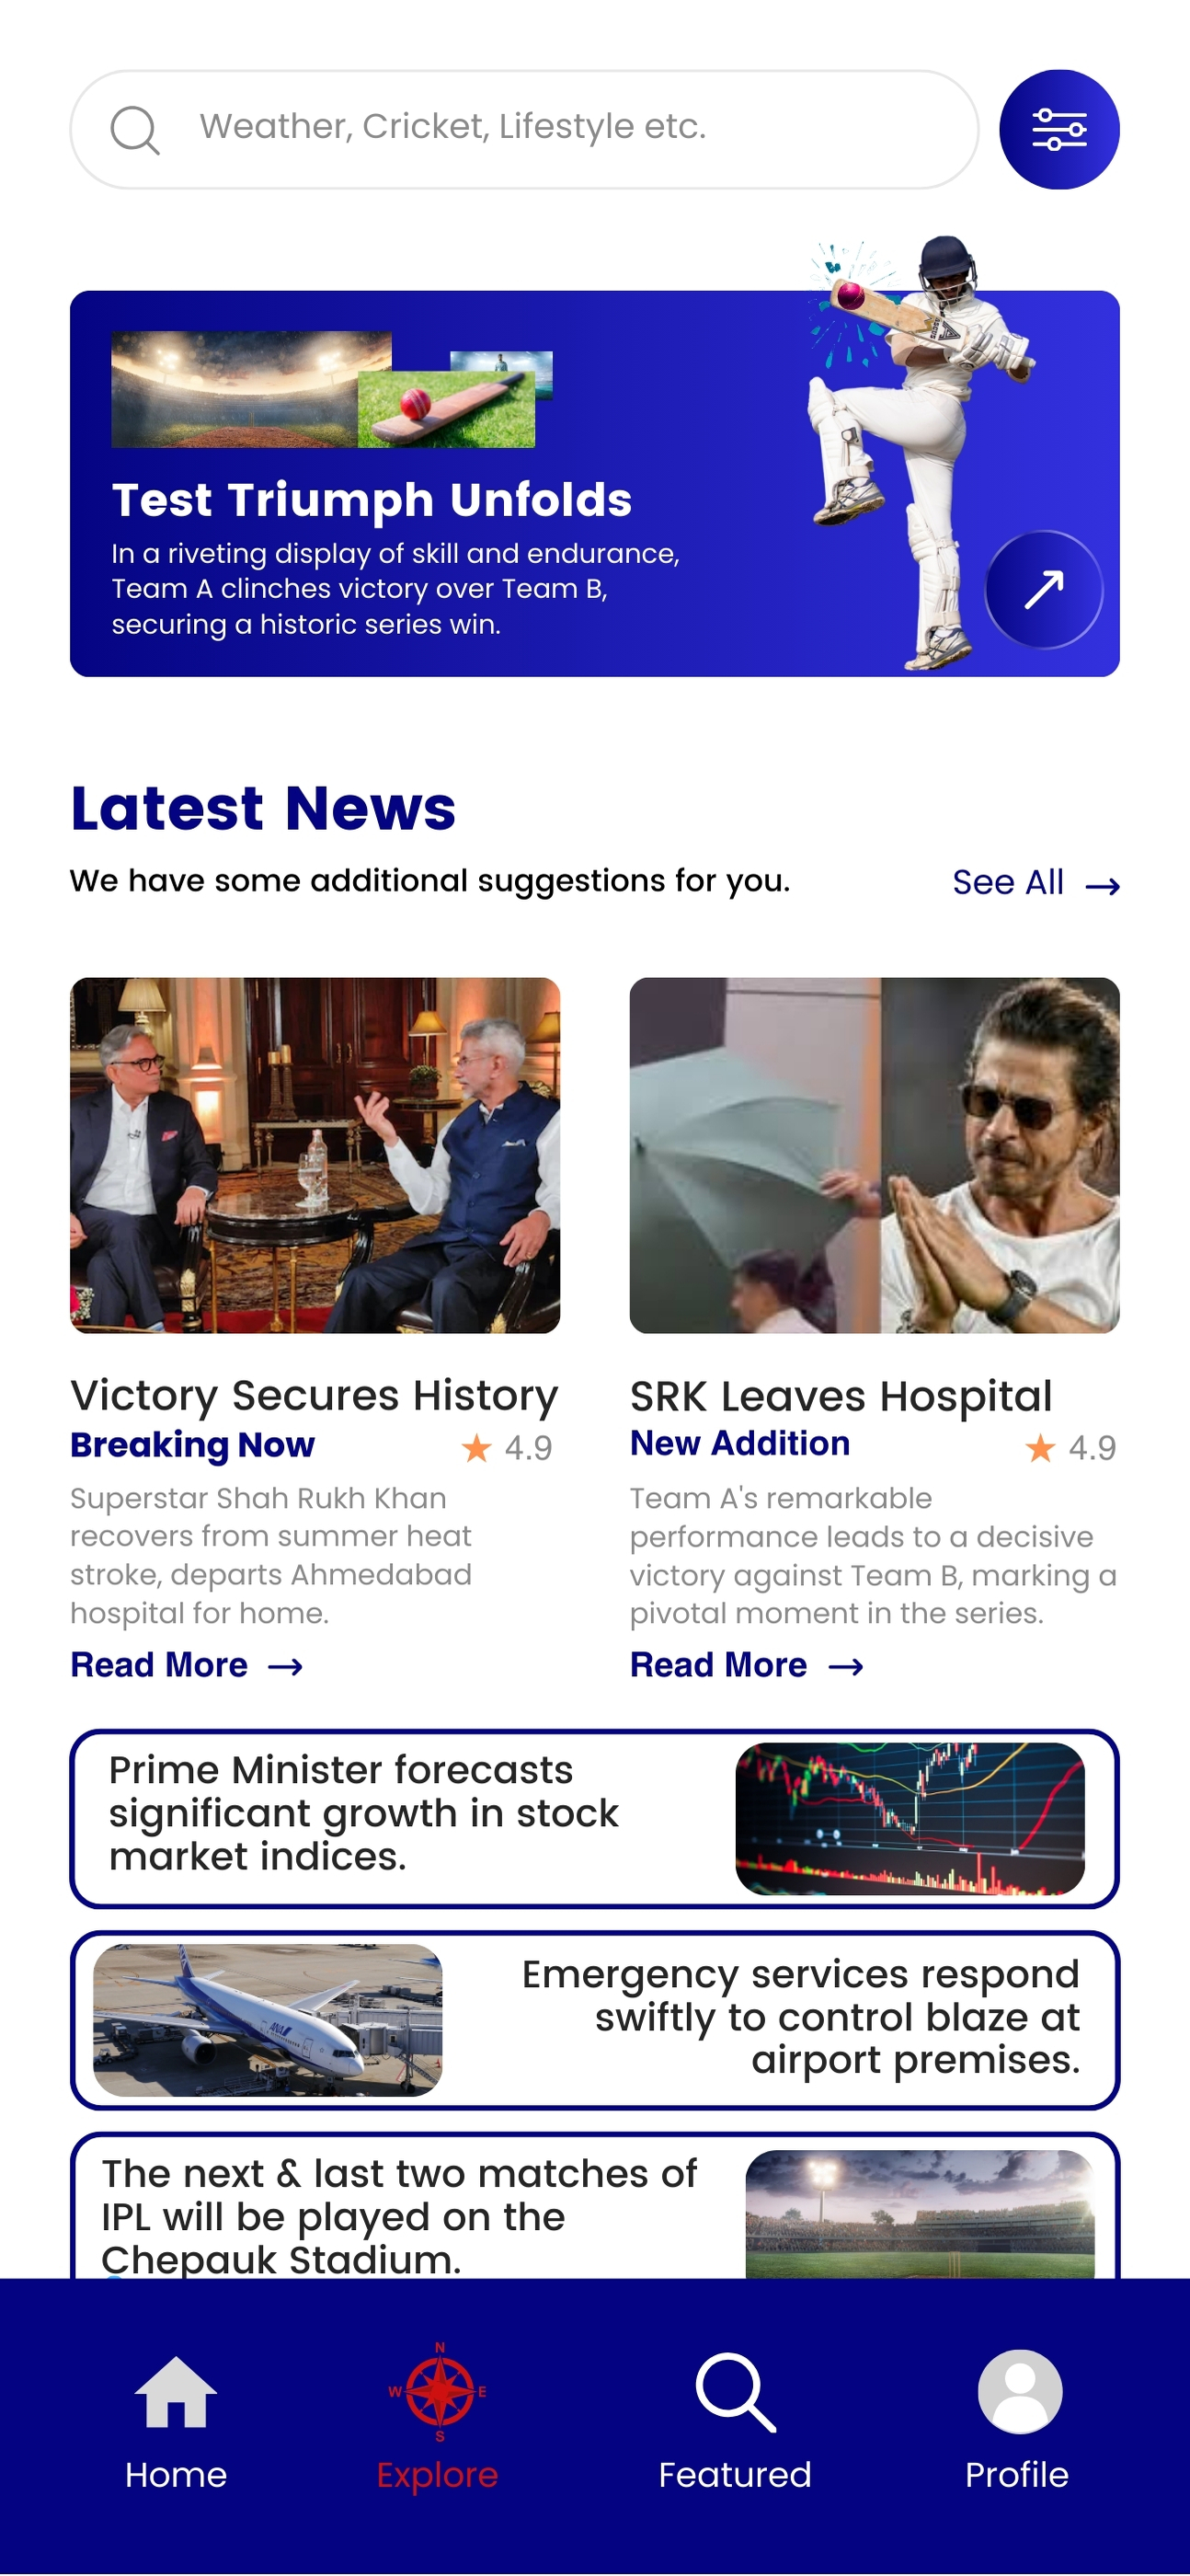 Weather, Cricket, Lifestyle etc.
Test Triumph Unfolds
In a riveting display of skill and endurance,
Team A clinches victory over Team B,
securing a historic series win.
Latest News
We have some additional suggestions for you.
See All
Victory Secures History
Breaking Now
4.9
Superstar Shah Rukh Khan
recovers from summer heat
stroke, departs Ahmedabad
hospital for home.
Read More
SRK Leaves Hospital
New Addition
4.9
Team A's remarkable
performance leads to a decisive
victory against Team B, marking a
pivotal moment in the series.
Read More
Prime Minister forecasts
significant growth in stock
market indices.
ANA
Emergency services respond
swiftly to control blaze at
airport premises.
The next & last two matches of
IPL will be played on the
Chepauk Stadium.
N
W E
S
Home
Explore
Featured
Profile